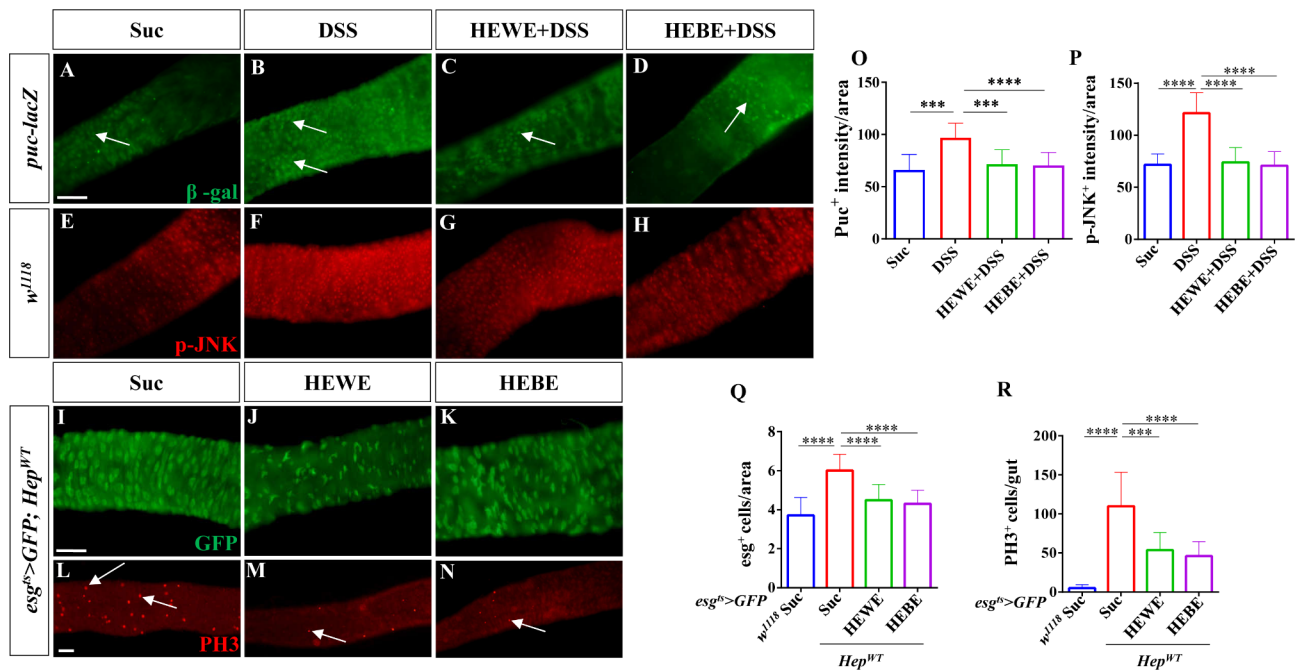 Suc DSS HEWE+DSS HEBE+DSS
puc-lacZ
A B C D
β -gal
w1118
E F G H
p-JNK
Suc HEWE HEBE
esgts>GFP; HepWT
I J K
GFP
L M N
PH3
O
Puc+ intensity/area
150
100
50
0
*** *** ****
Suc DSS HEWE+DSS HEBE+DSS
P
p-JNK+ intensity/area
150
100
50
0
**** **** ****
Suc DSS HEWE+DSS HEBE+DSS
Q
esg+ cells/area
8
6
4
2
0
**** **** ****
esgts>GFP
w1118 Suc Suc HEWE HEBE
HepWT
R
PH3+ cells/gut
200
150
100
50
0
**** *** ****
esgts>GFP
w1118 Suc Suc HEWE HEBE
HepWT